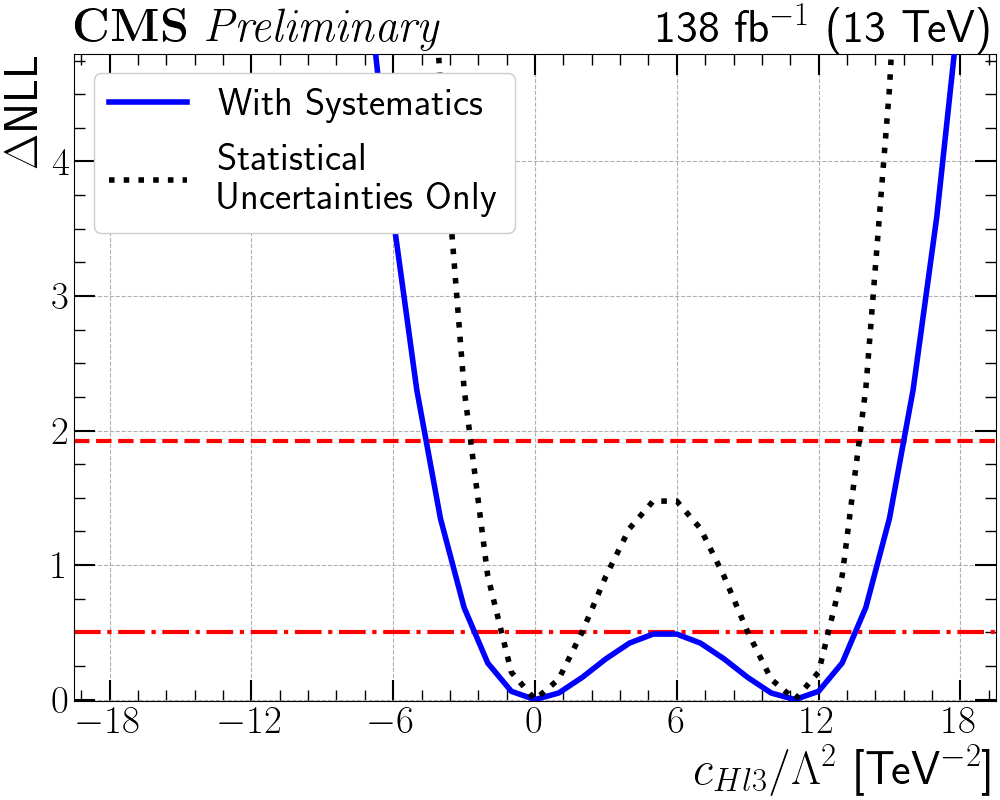 CMS Preliminary 138 fb⁻¹ (13 TeV)
ΔNLL
With Systematics
Statistical
Uncertainties Only
4
3
2
1
0
−18 −12 −6 0 6 12 18
c_{Hl3}/Λ² [TeV⁻²]